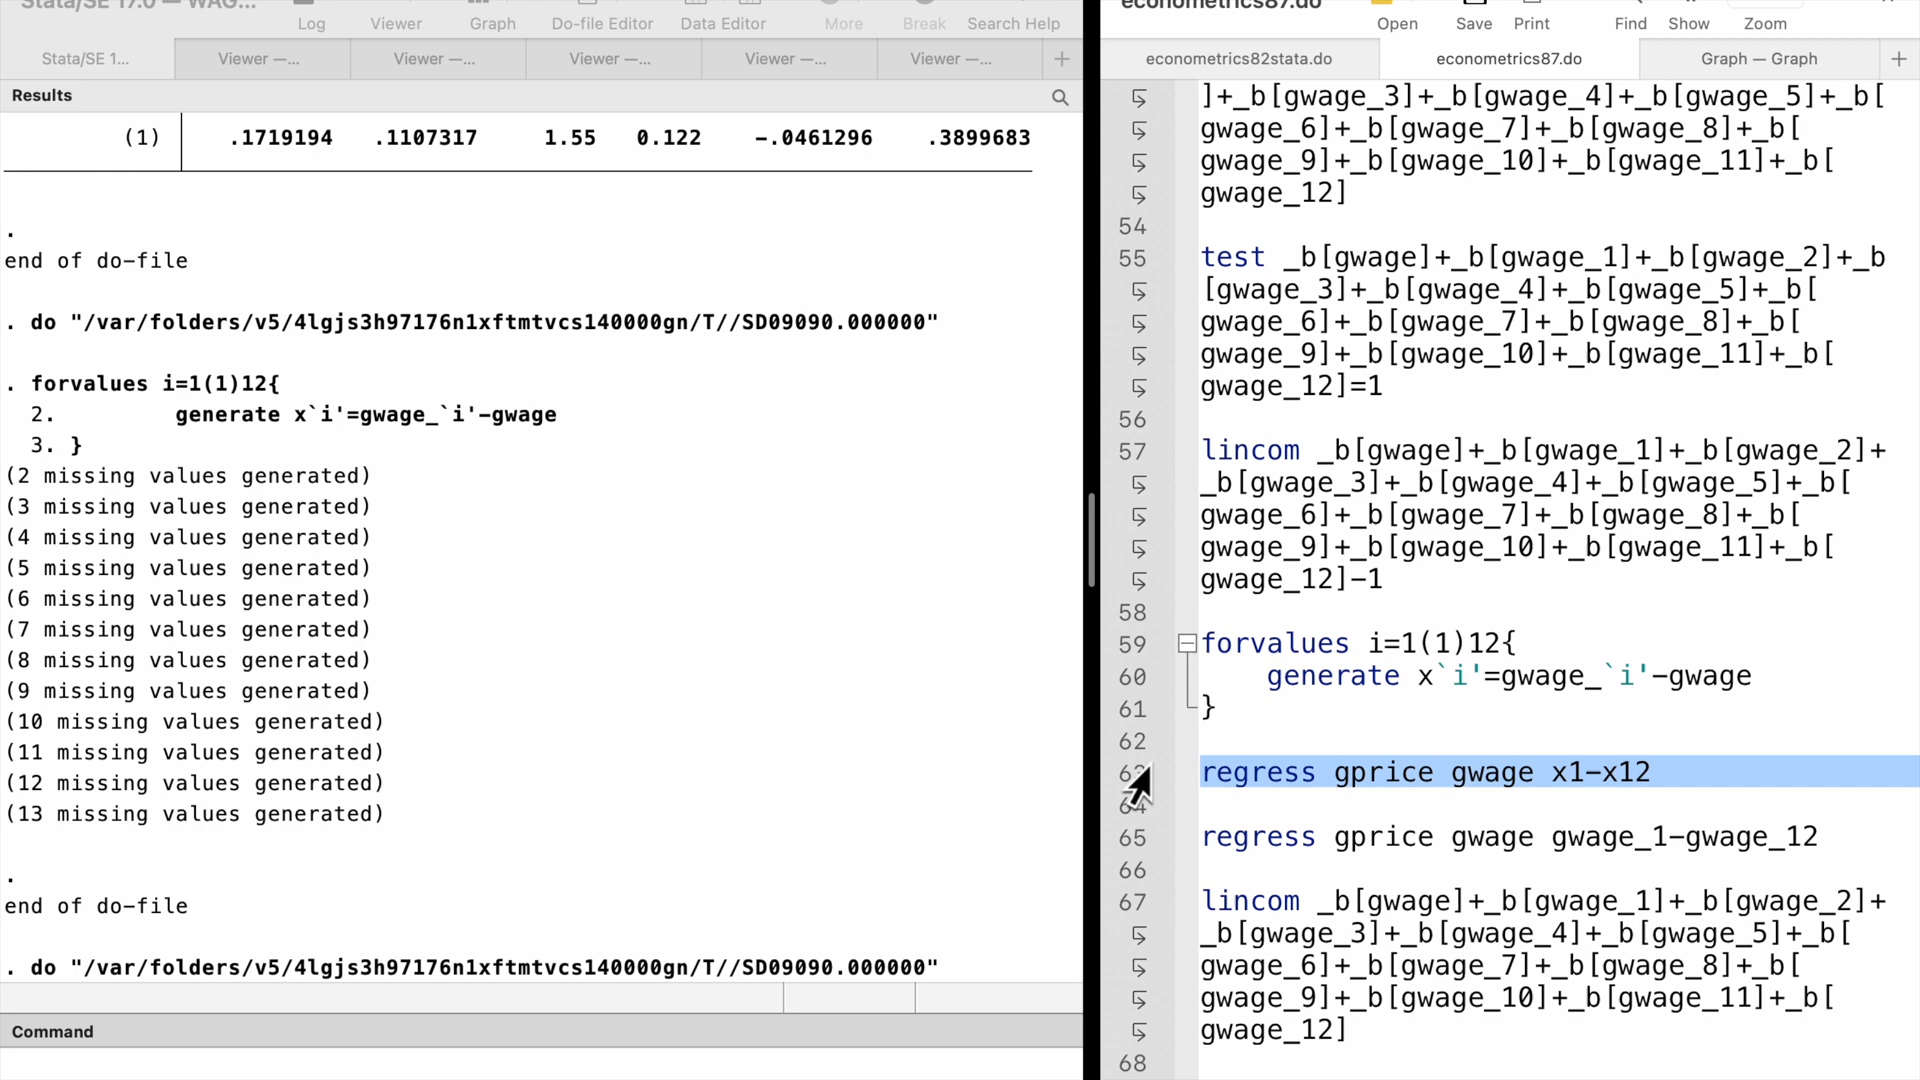 Stata/SE 17.0 — WAG...
Log Viewer Graph Do-file Editor Data Editor More Break Search Help
Stata/SE 1... Viewer —... Viewer —... Viewer —... Viewer —... Viewer —... +
Results
(1) .1719194 .1107317 1.55 0.122 -.0461296 .3899683
.
end of do-file
. do "/var/folders/v5/4lgjs3h97176n1xftmtvcs140000gn/T//SD09090.000000"
. forvalues i=1(1)12{
2. generate x`i'=gwage_`i'-gwage
3. }
(2 missing values generated)
(3 missing values generated)
(4 missing values generated)
(5 missing values generated)
(6 missing values generated)
(7 missing values generated)
(8 missing values generated)
(9 missing values generated)
(10 missing values generated)
(11 missing values generated)
(12 missing values generated)
(13 missing values generated)
.
end of do-file
. do "/var/folders/v5/4lgjs3h97176n1xftmtvcs140000gn/T//SD09090.000000"
Command
econometrics87.do
Open Save Print Find Show Zoom
econometrics82stata.do econometrics87.do Graph — Graph +
]+_b[gwage_3]+_b[gwage_4]+_b[gwage_5]+_b[
gwage_6]+_b[gwage_7]+_b[gwage_8]+_b[
gwage_9]+_b[gwage_10]+_b[gwage_11]+_b[
gwage_12]
54
55 test _b[gwage]+_b[gwage_1]+_b[gwage_2]+_b
[gwage_3]+_b[gwage_4]+_b[gwage_5]+_b[
gwage_6]+_b[gwage_7]+_b[gwage_8]+_b[
gwage_9]+_b[gwage_10]+_b[gwage_11]+_b[
gwage_12]=1
56
57 lincom _b[gwage]+_b[gwage_1]+_b[gwage_2]+
_b[gwage_3]+_b[gwage_4]+_b[gwage_5]+_b[
gwage_6]+_b[gwage_7]+_b[gwage_8]+_b[
gwage_9]+_b[gwage_10]+_b[gwage_11]+_b[
gwage_12]-1
58
59 forvalues i=1(1)12{
60 generate x`i'=gwage_`i'-gwage
61 }
62
63 regress gprice gwage x1-x12
64
65 regress gprice gwage gwage_1-gwage_12
66
67 lincom _b[gwage]+_b[gwage_1]+_b[gwage_2]+
_b[gwage_3]+_b[gwage_4]+_b[gwage_5]+_b[
gwage_6]+_b[gwage_7]+_b[gwage_8]+_b[
gwage_9]+_b[gwage_10]+_b[gwage_11]+_b[
gwage_12]
68